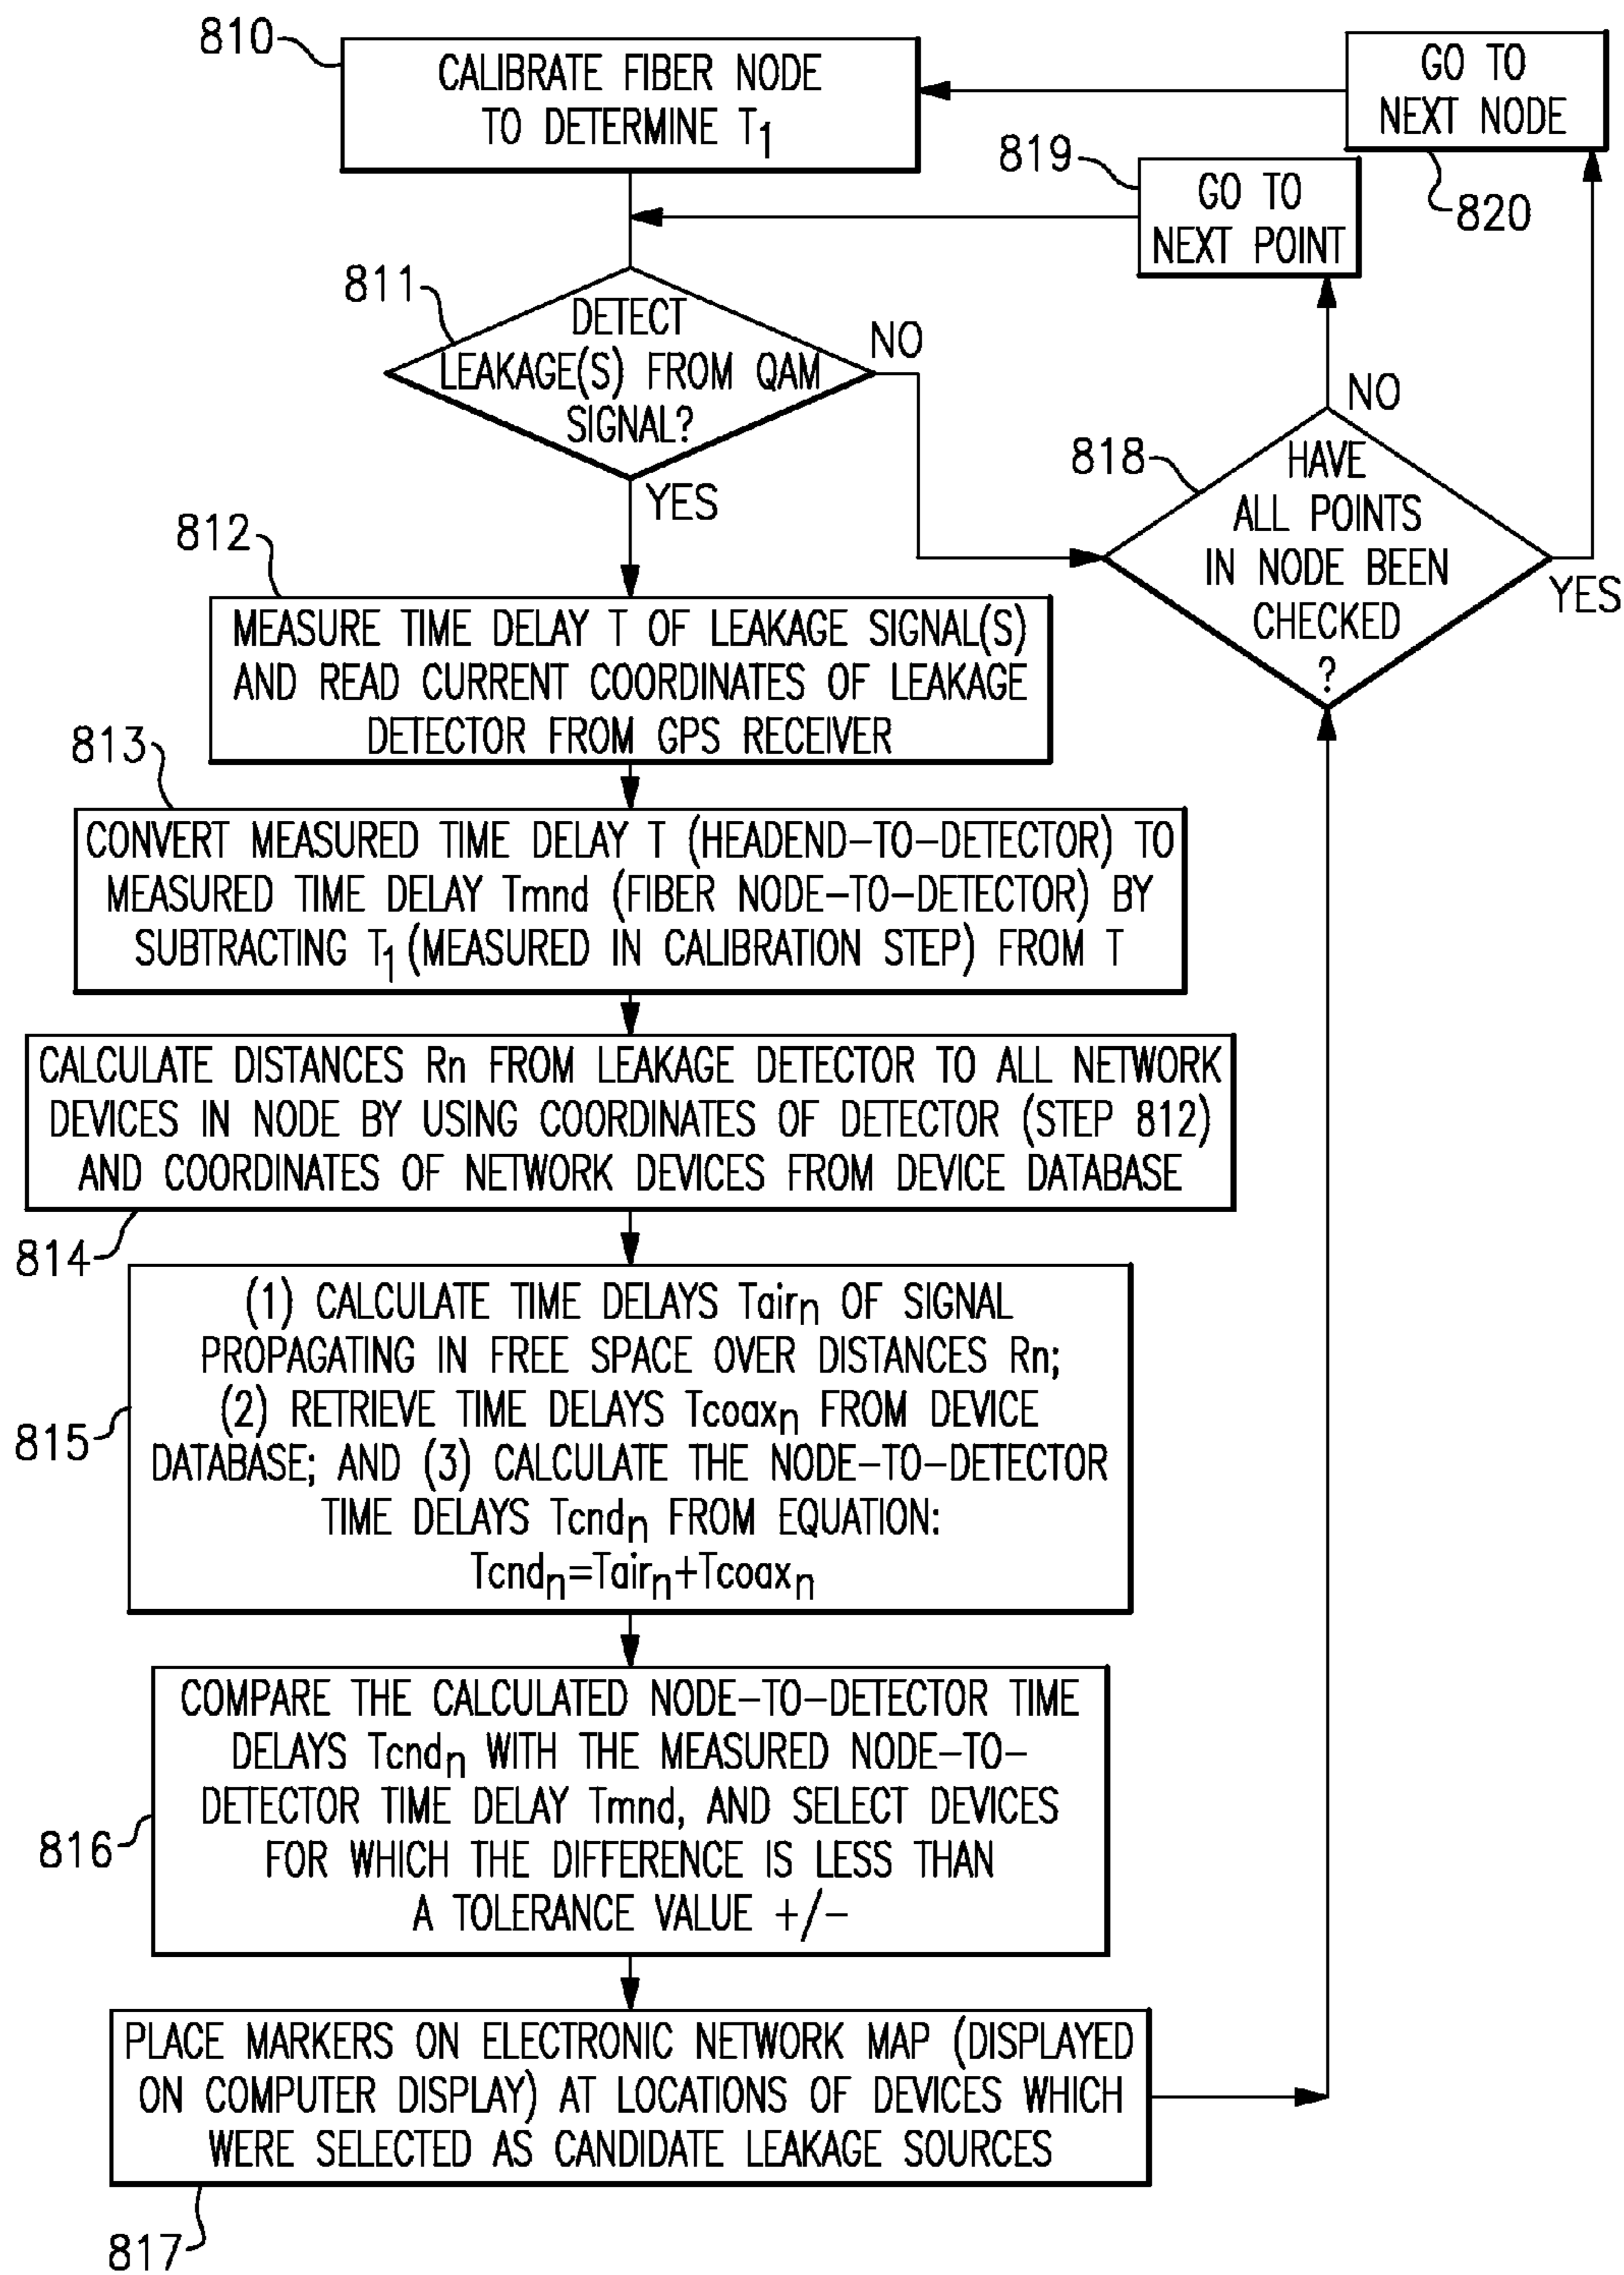 810
CALIBRATE FIBER NODE
TO DETERMINE T1
GO TO
NEXT NODE
820
819
GO TO
NEXT POINT
811
DETECT
LEAKAGE(S) FROM QAM
SIGNAL?
NO
YES
818
NO
HAVE
ALL POINTS
IN NODE BEEN
CHECKED
?
YES
812
MEASURE TIME DELAY T OF LEAKAGE SIGNAL(S)
AND READ CURRENT COORDINATES OF LEAKAGE
DETECTOR FROM GPS RECEIVER
813
CONVERT MEASURED TIME DELAY T (HEADEND-TO-DETECTOR) TO
MEASURED TIME DELAY Tmnd (FIBER NODE-TO-DETECTOR) BY
SUBTRACTING T1 (MEASURED IN CALIBRATION STEP) FROM T
CALCULATE DISTANCES Rn FROM LEAKAGE DETECTOR TO ALL NETWORK
DEVICES IN NODE BY USING COORDINATES OF DETECTOR (STEP 812)
AND COORDINATES OF NETWORK DEVICES FROM DEVICE DATABASE
814
(1) CALCULATE TIME DELAYS Tairn OF SIGNAL
PROPAGATING IN FREE SPACE OVER DISTANCES Rn;
(2) RETRIEVE TIME DELAYS Tcoaxn FROM DEVICE
DATABASE; AND (3) CALCULATE THE NODE-TO-DETECTOR
TIME DELAYS Tcndn FROM EQUATION:
Tcndn=Tairn+Tcoaxn
815
COMPARE THE CALCULATED NODE-TO-DETECTOR TIME
DELAYS Tcndn WITH THE MEASURED NODE-TO-
DETECTOR TIME DELAY Tmnd, AND SELECT DEVICES
FOR WHICH THE DIFFERENCE IS LESS THAN
A TOLERANCE VALUE +/-
816
PLACE MARKERS ON ELECTRONIC NETWORK MAP (DISPLAYED
ON COMPUTER DISPLAY) AT LOCATIONS OF DEVICES WHICH
WERE SELECTED AS CANDIDATE LEAKAGE SOURCES
817